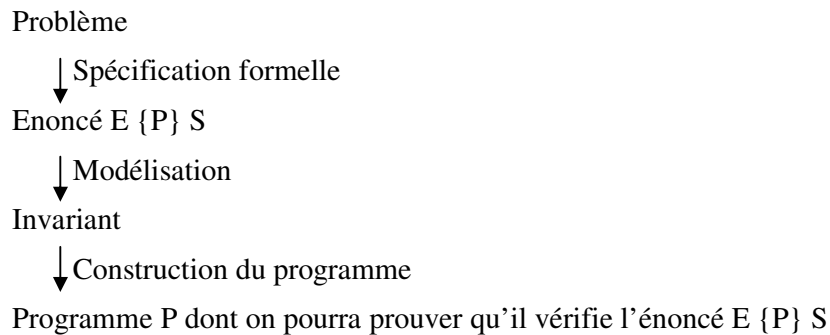 Problème
Spécification formelle
Enoncé E {P} S
Modélisation
Invariant
Construction du programme
Programme P dont on pourra prouver qu’il vérifie l’énoncé E {P} S